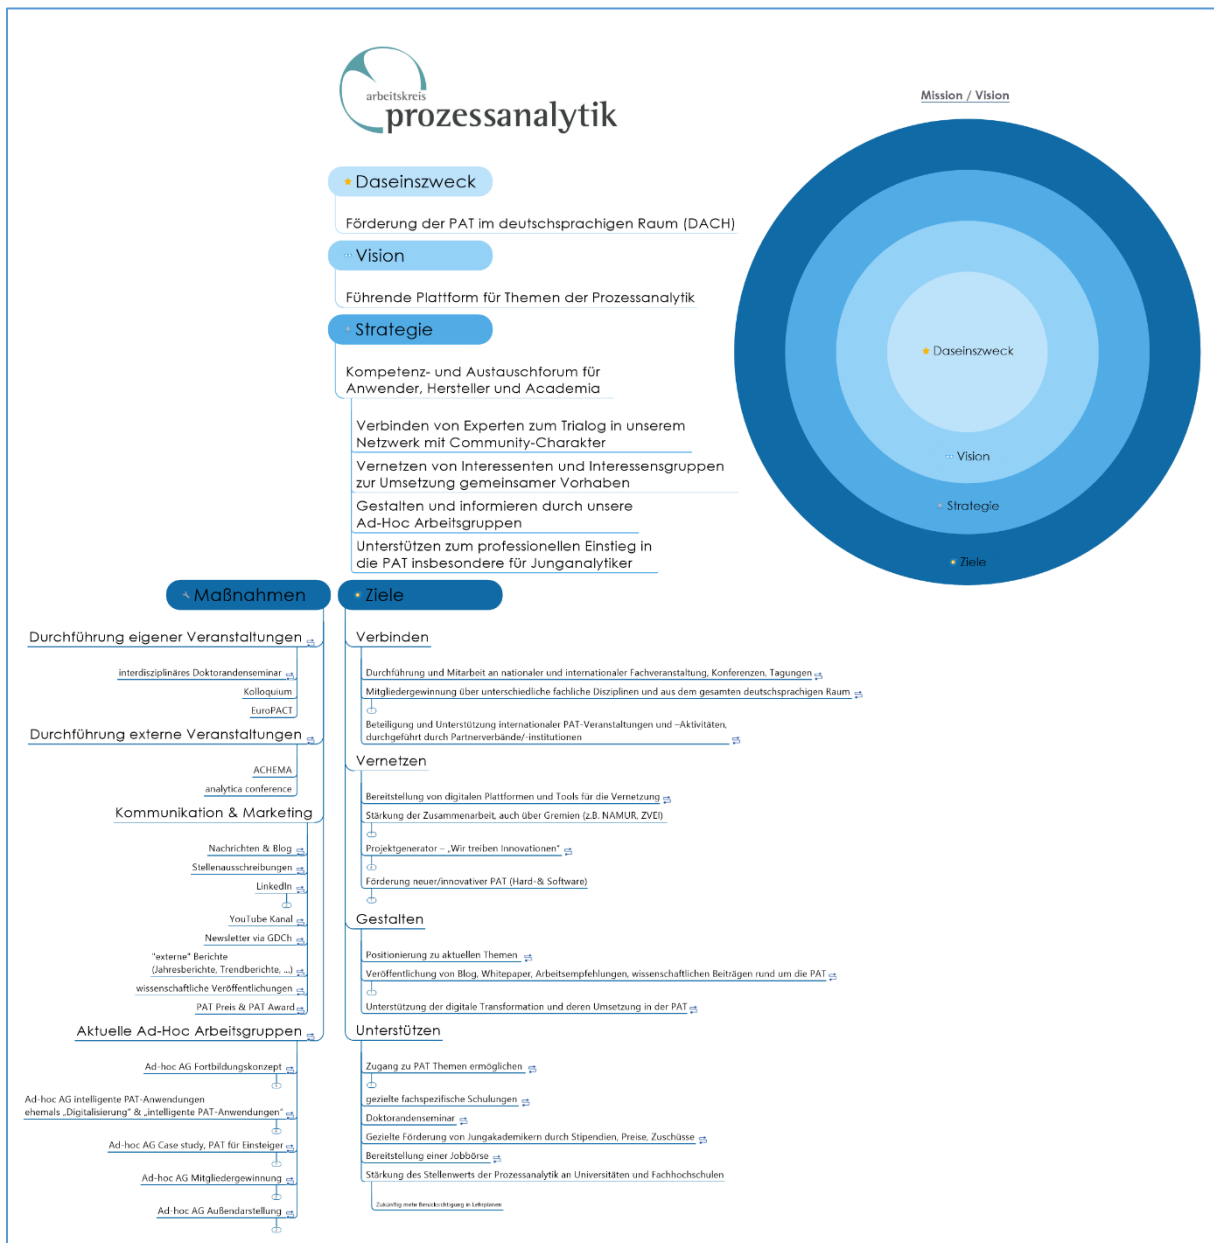 arbeitskreis
prozessanalytik
Mission / Vision
Daseinszweck
Förderung der PAT im deutschsprachigen Raum (DACH)
Vision
Führende Plattform für Themen der Prozessanalytik
Strategie
Kompetenz- und Austauschforum für
Anwender, Hersteller und Academia
Verbinden von Experten zum Trialog in unserem
Netzwerk mit Community-Charakter
Vernetzen von Interessenten und Interessensgruppen
zur Umsetzung gemeinsamer Vorhaben
Gestalten und informieren durch unsere
Ad-Hoc Arbeitsgruppen
Unterstützen zum professionellen Einstieg in
die PAT insbesondere für Junganalytiker
Daseinszweck
Vision
Strategie
Ziele
Maßnahmen
Durchführung eigener Veranstaltungen
interdisziplinäres Doktorandenseminar
Kolloquium
EuroPACT
Durchführung externe Veranstaltungen
ACHEMA
analytica conference
Kommunikation & Marketing
Nachrichten & Blog
Stellenausschreibungen
LinkedIn
YouTube Kanal
Newsletter via GDCh
"externe" Berichte
(Jahresberichte, Trendberichte, ...)
wissenschaftliche Veröffentlichungen
PAT Preis & PAT Award
Aktuelle Ad-Hoc Arbeitsgruppen
Ad-hoc AG Fortbildungskonzept
Ad-hoc AG intelligente PAT-Anwendungen
ehemals „Digitalisierung" & „intelligente PAT-Anwendungen"
Ad-hoc AG Case study, PAT für Einsteiger
Ad-hoc AG Mitgliedergewinnung
Ad-hoc AG Außendarstellung
Ziele
Verbinden
Durchführung und Mitarbeit an nationaler und internationaler Fachveranstaltung, Konferenzen, Tagungen
Mitgliedergewinnung über unterschiedliche fachliche Disziplinen und aus dem gesamten deutschsprachigen Raum
Beteiligung und Unterstützung internationaler PAT-Veranstaltungen und –Aktivitäten,
durchgeführt durch Partnerverbände/-institutionen
Vernetzen
Bereitstellung von digitalen Plattformen und Tools für die Vernetzung
Stärkung der Zusammenarbeit, auch über Gremien (z.B. NAMUR, ZVEI)
Projektgenerator – „Wir treiben Innovationen"
Förderung neuer/innovativer PAT (Hard-& Software)
Gestalten
Positionierung zu aktuellen Themen
Veröffentlichung von Blog, Whitepaper, Arbeitsempfehlungen, wissenschaftlichen Beiträgen rund um die PAT
Unterstützung der digitale Transformation und deren Umsetzung in der PAT
Unterstützen
Zugang zu PAT Themen ermöglichen
gezielte fachspezifische Schulungen
Doktorandenseminar
Gezielte Förderung von Jungakademikern durch Stipendien, Preise, Zuschüsse
Bereitstellung einer Jobbörse
Stärkung des Stellenwerts der Prozessanalytik an Universitäten und Fachhochschulen
Zukünftig mehr Berücksichtigung in Lehrplänen